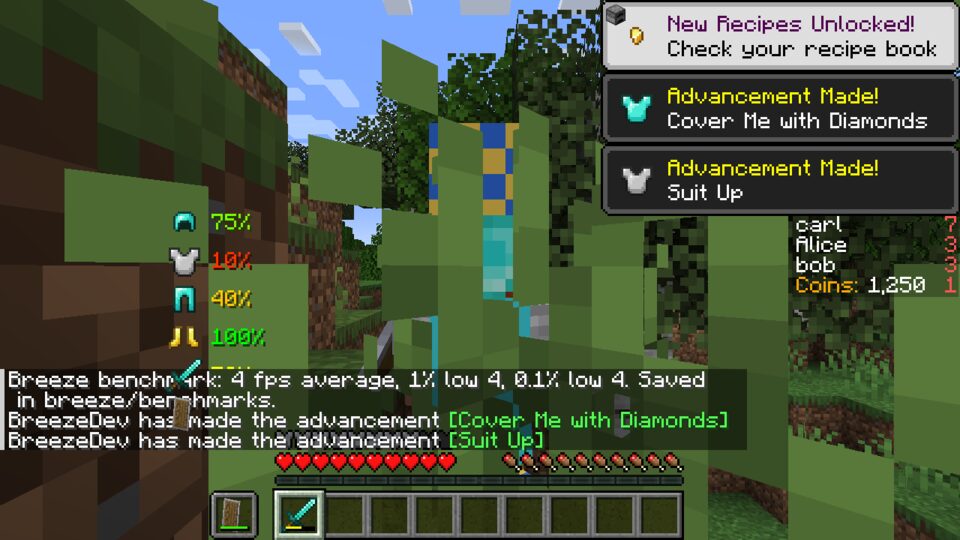 New Recipes Unlocked!
Check your recipe book
Advancement Made!
Cover Me with Diamonds
Advancement Made!
Suit Up
carl 7
Alice 3
bob 3
Coins: 1,250 1
75%
10%
40%
100%
Breeze benchmark: 4 fps average, 1% low 4, 0.1% low 4. Saved
in breeze/benchmarks.
BreezeDev has made the advancement [Cover Me with Diamonds]
BreezeDev has made the advancement [Suit Up]